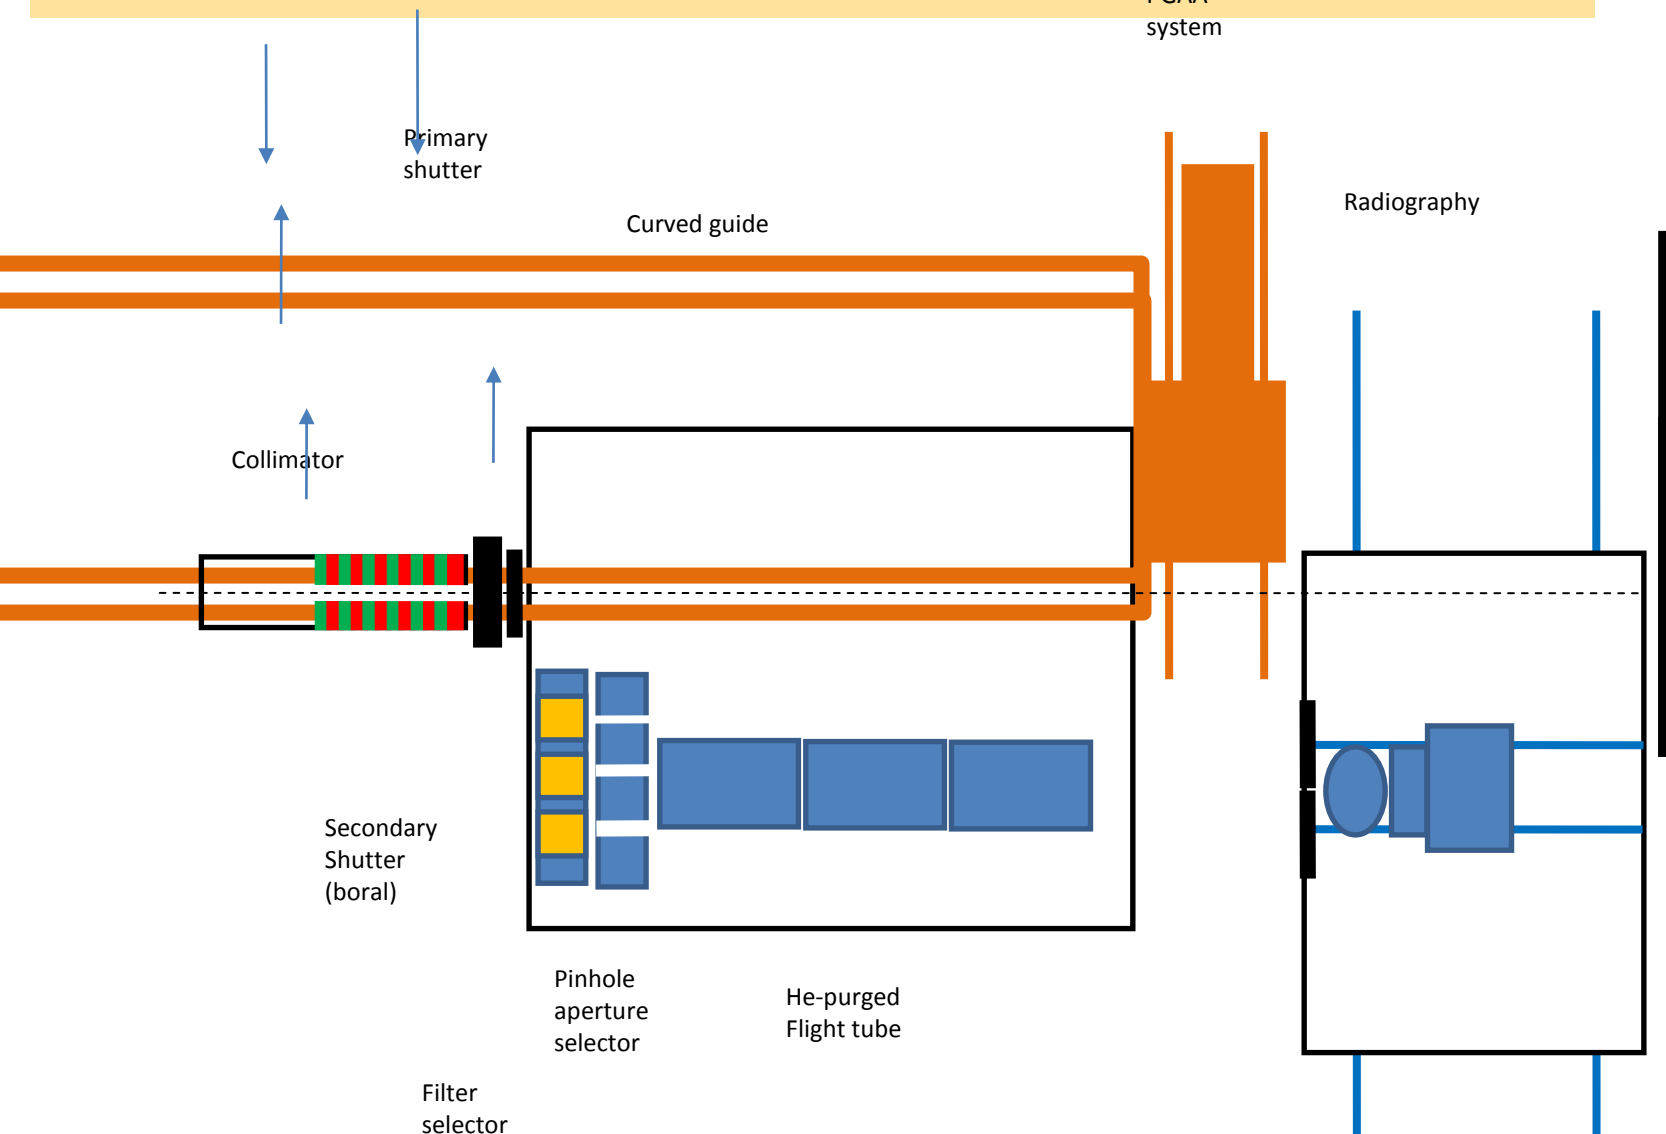 system
Primary
shutter
Radiography
Curved guide
Collimator
Secondary
Shutter
(boral)
Pinhole
aperture
selector
He-purged
Flight tube
Filter
selector